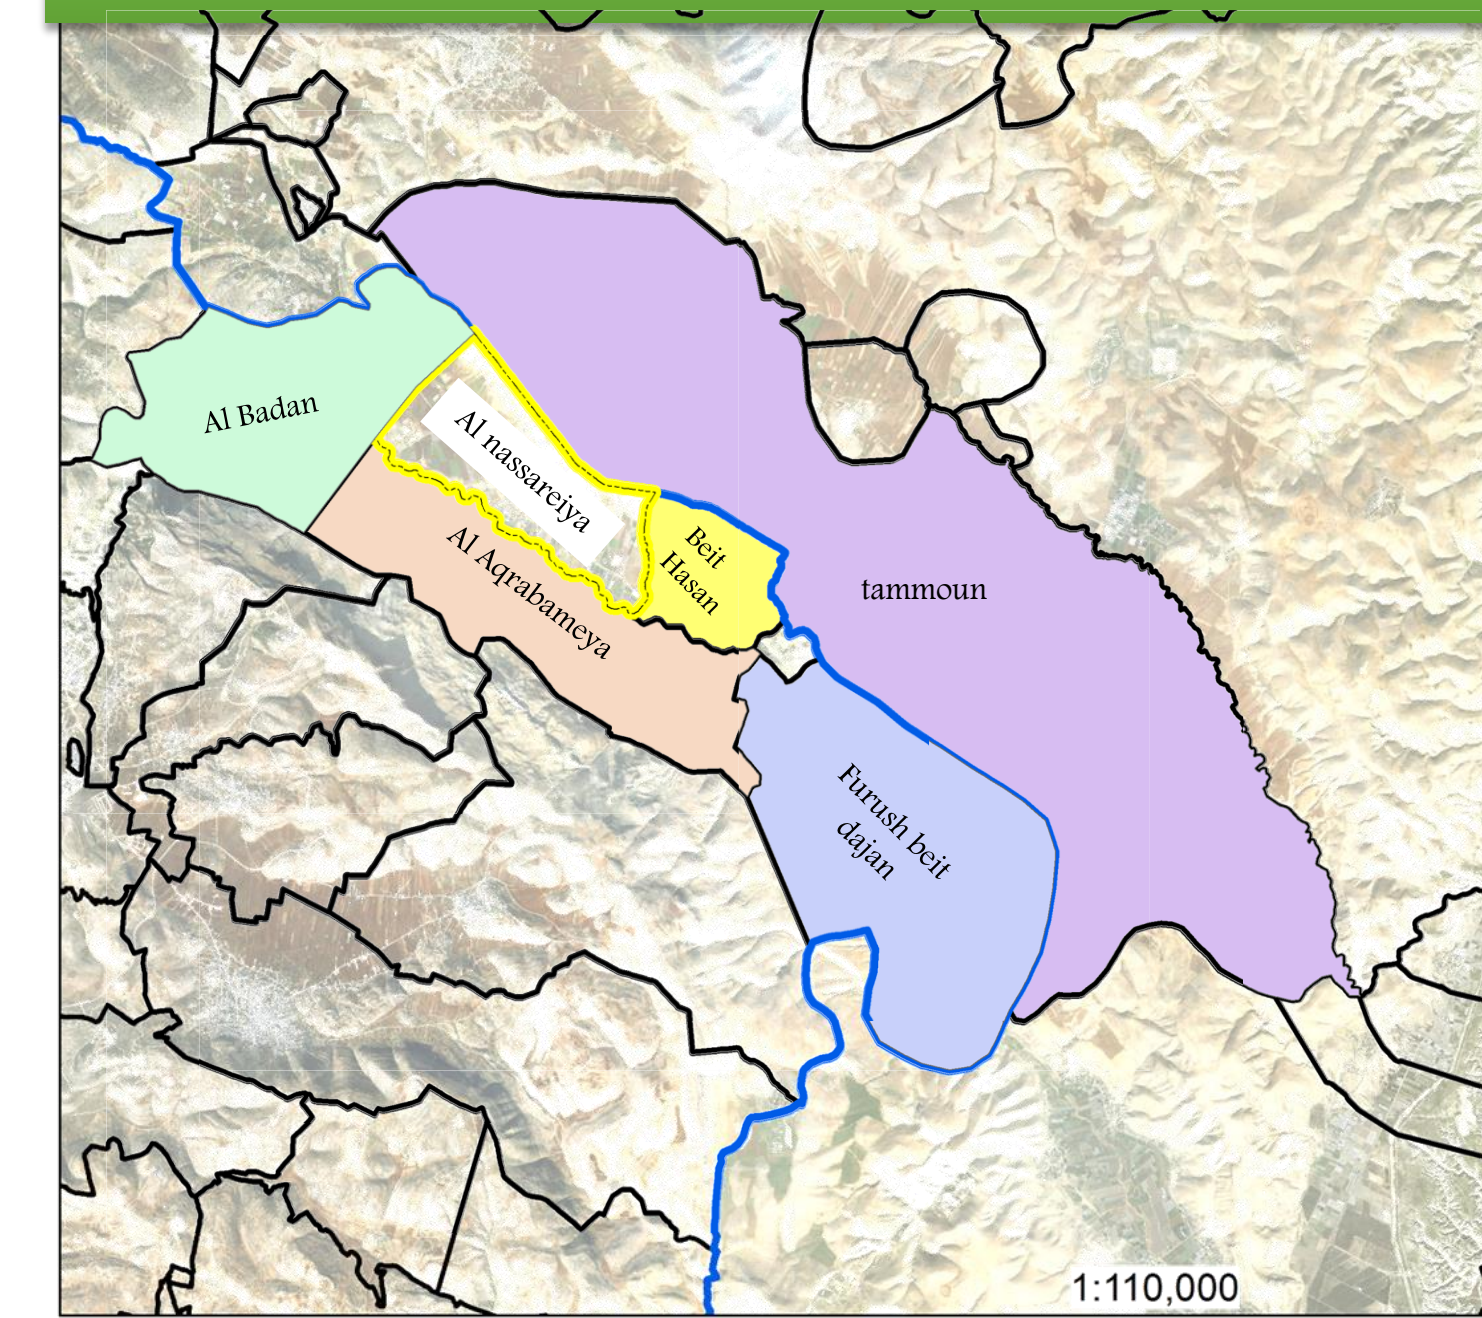 Al Badan
Al nassareiya
Al Aqrabameya
Beit
Hasan
tammoun
Furush beit
dajan
1:110,000